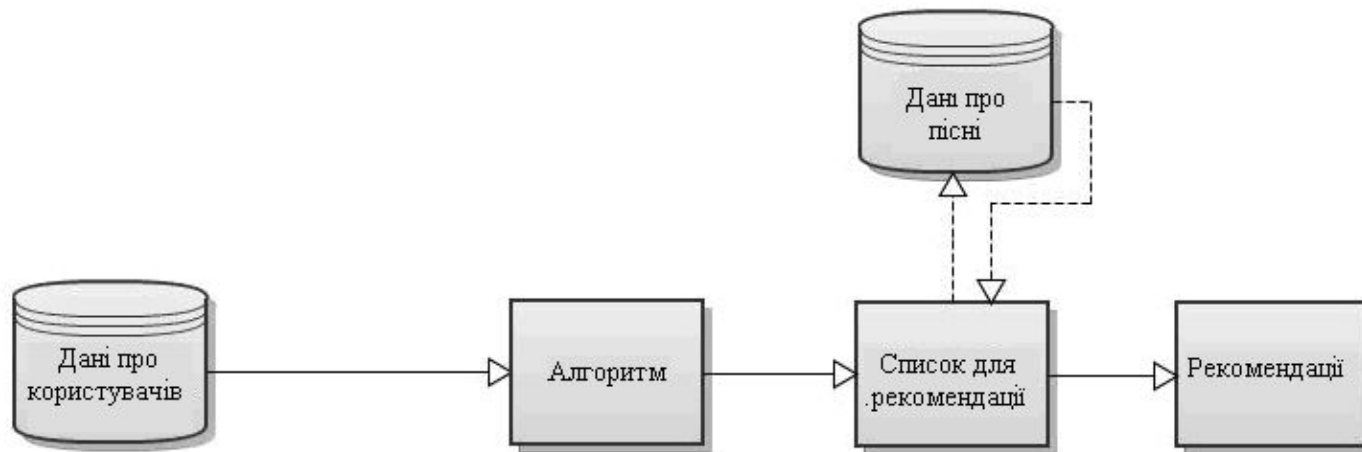 Дані про
пісні
Дані про
користувачів
Алгоритм
Список для
.рекомендації
Рекомендації